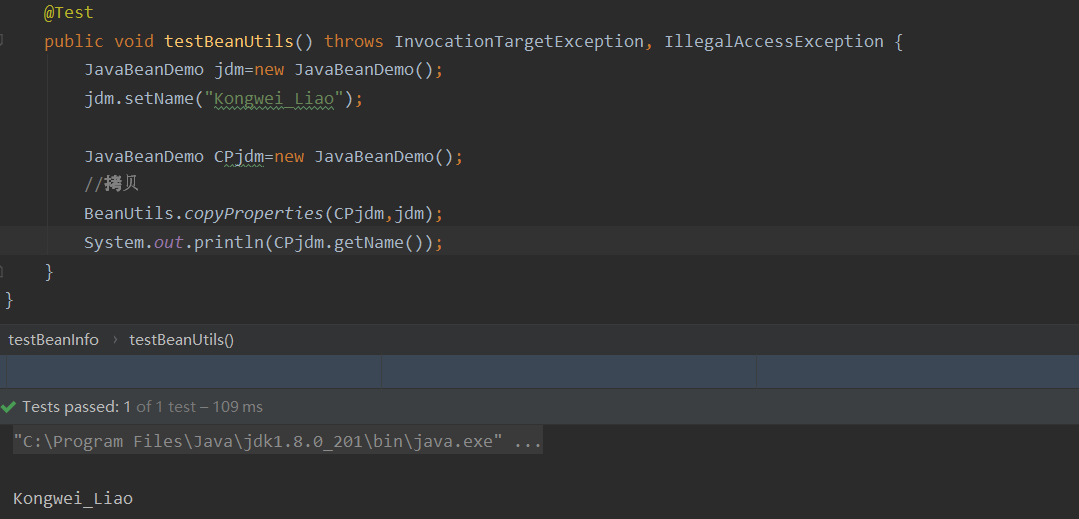 @Test
public void testBeanUtils() throws InvocationTargetException, IllegalAccessException {
JavaBeanDemo jdm=new JavaBeanDemo();
jdm.setName("Kongwei_Liao");
JavaBeanDemo CPjdm=new JavaBeanDemo();
//拷贝
BeanUtils.copyProperties(CPjdm,jdm);
System.out.println(CPjdm.getName());
}
}
testBeanInfo › testBeanUtils()
Tests passed: 1 of 1 test – 109 ms
"C:\Program Files\Java\jdk1.8.0_201\bin\java.exe" ...
Kongwei_Liao